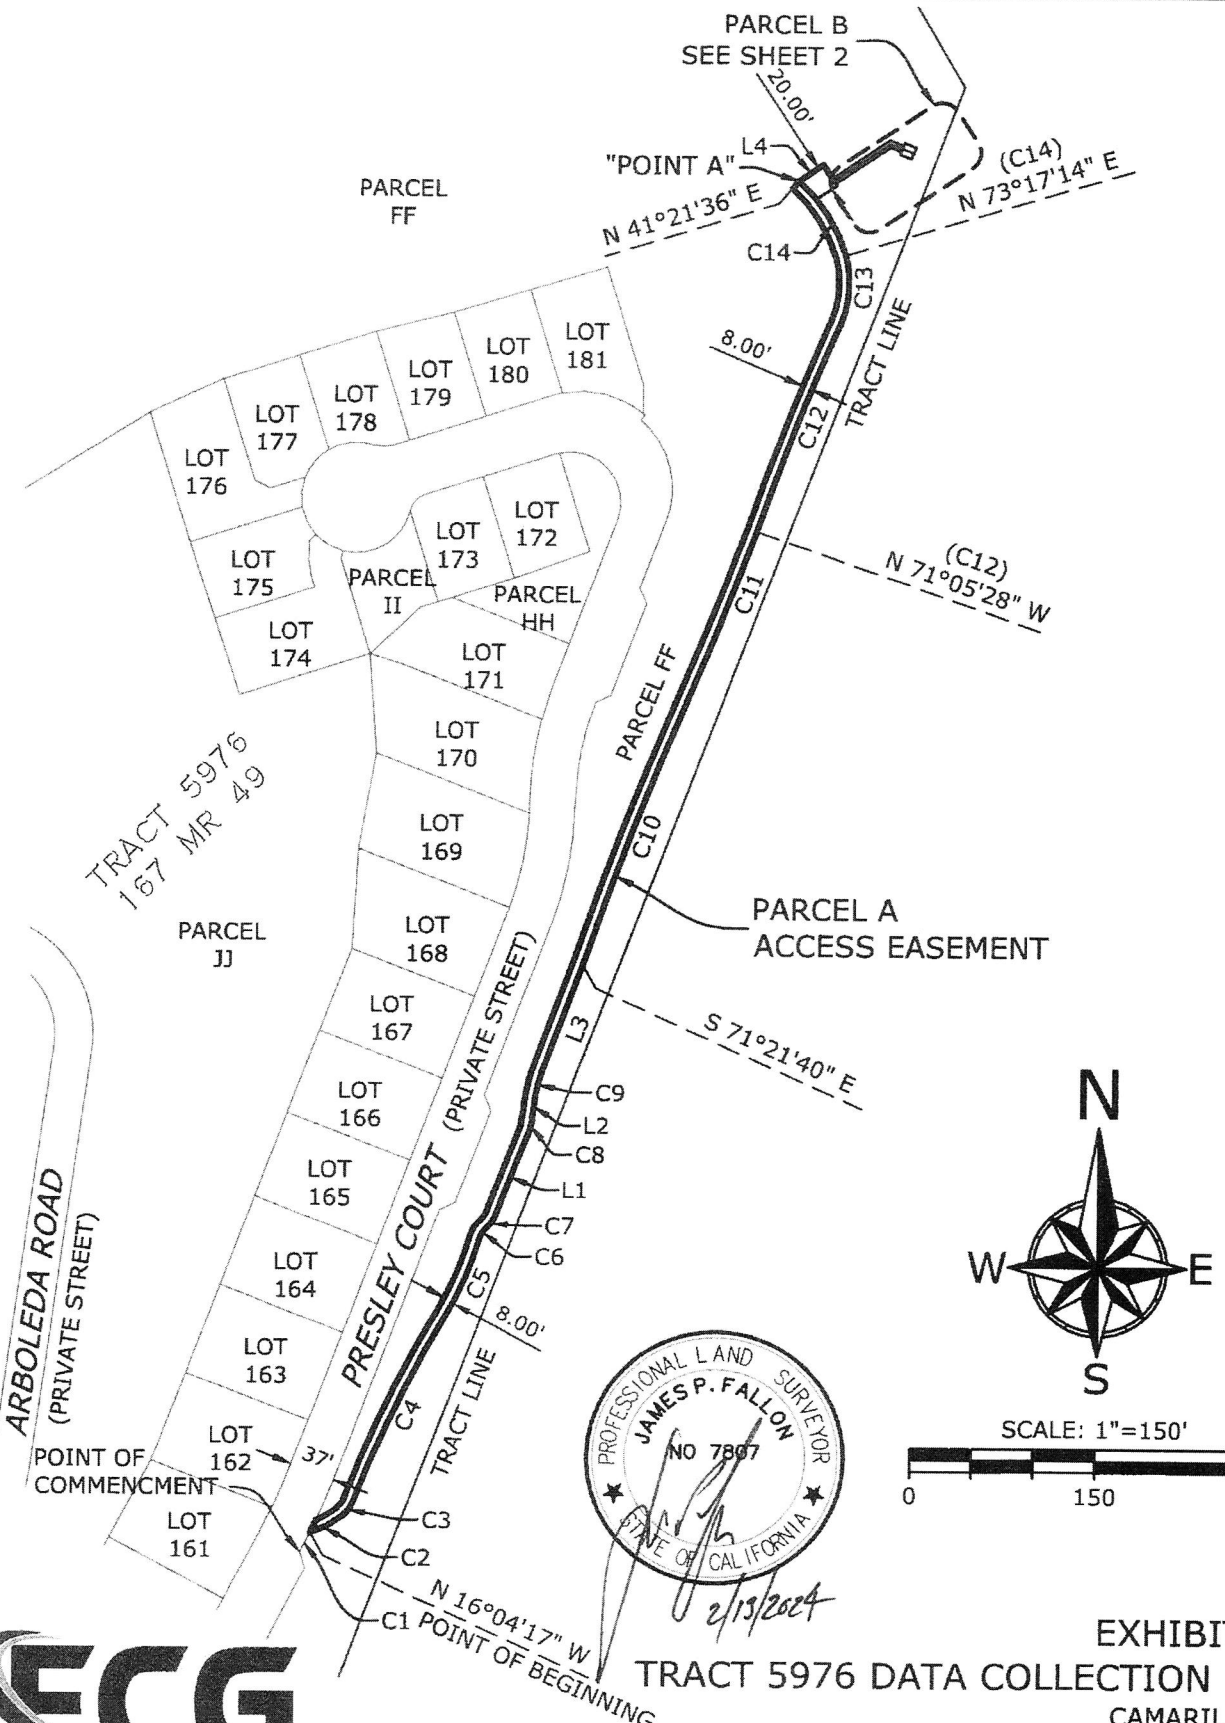 PARCEL B
SEE SHEET 2
20.00'
L4
"POINT A"
(C14)
N 73°17'14" E
N 41°21'36" E
C14
C13
PARCEL
FF
8.00'
TRACT LINE
C12
LOT
181
LOT
180
LOT
179
LOT
178
LOT
177
LOT
176
LOT
175
LOT
174
LOT
173
LOT
172
PARCEL
II
PARCEL
HH
(C12)
N 71°05'28" W
C11
LOT
171
PARCEL FF
LOT
170
TRACT 5976
167 MR 49
LOT
169
C10
PARCEL A
ACCESS EASEMENT
PARCEL
JJ
LOT
168
LOT
167
L3
S 71°21'40" E
C9
L2
C8
L1
C7
C6
LOT
166
LOT
165
PRESLEY COURT (PRIVATE STREET)
ARBOLEDA ROAD
(PRIVATE STREET)
LOT
164
C5
8.00'
LOT
163
C4
TRACT LINE
LOT
162
37'
POINT OF
COMMENCMENT
LOT
161
C3
C2
C1
N 16°04'17" W
POINT OF BEGINNING
N
W
E
S
SCALE: 1"=150'
0
150
PROFESSIONAL LAND SURVEYOR
JAMES P. FALLON
NO 7807
STATE OF CALIFORNIA
2/13/2024
ECG
EXHIBIT
TRACT 5976 DATA COLLECTION
CAMARIL